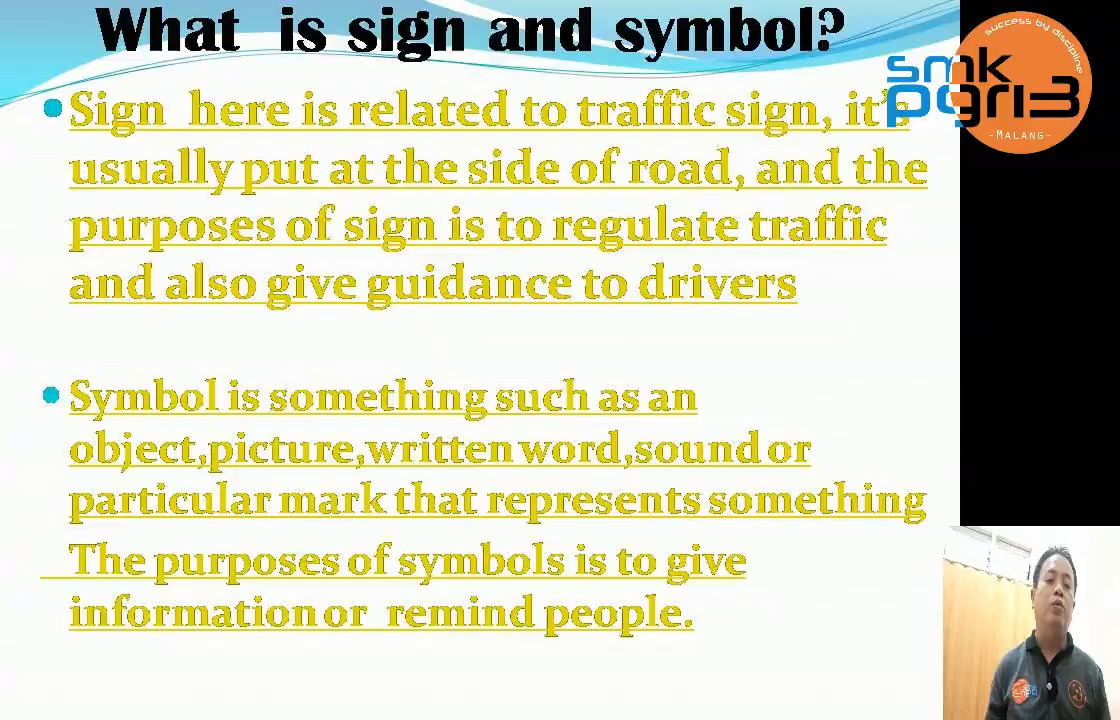 What is sign and symbol?
success by discipline
smk
pgri3
-MALANG-
Sign here is related to traffic sign, it's
usually put at the side of road, and the
purposes of sign is to regulate traffic
and also give guidance to drivers
Symbol is something such as an
object,picture,written word,sound or
particular mark that represents something
The purposes of symbols is to give
information or remind people.